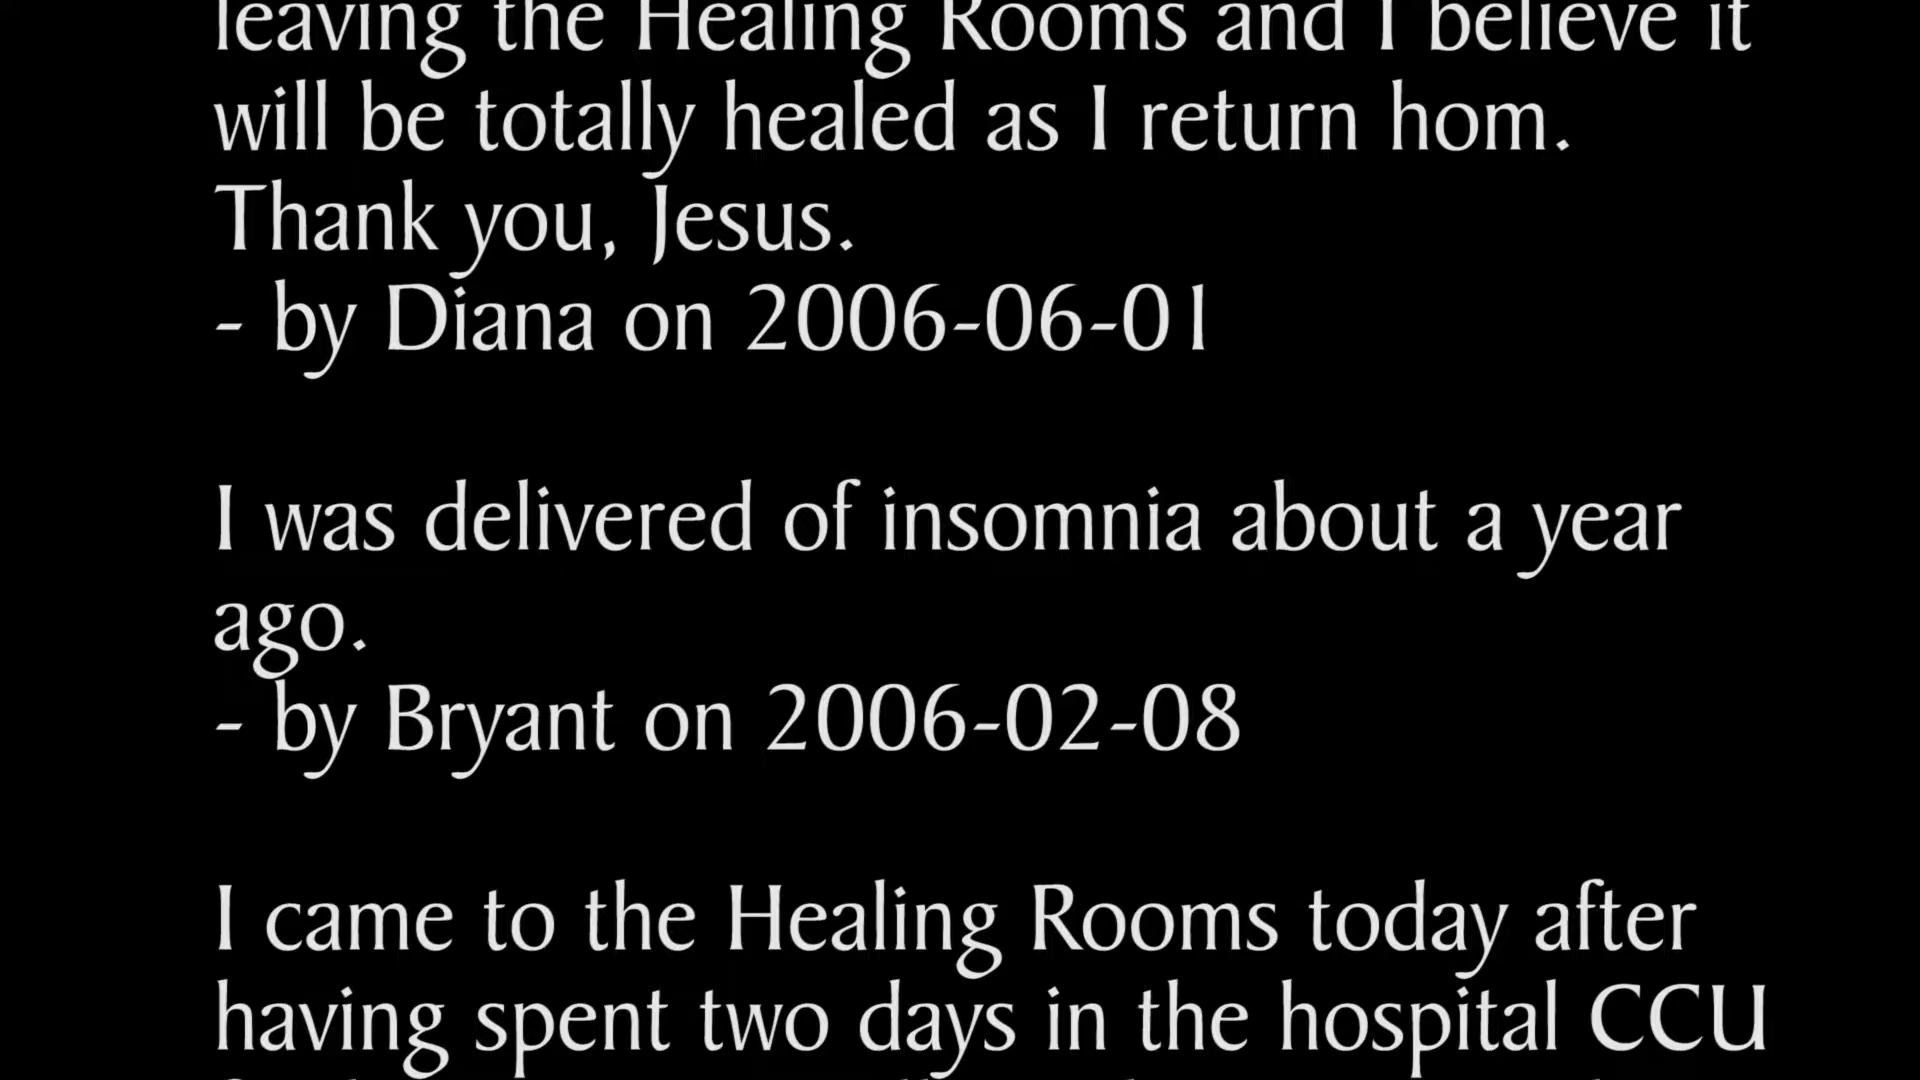 leaving the Healing Rooms and I believe it
will be totally healed as I return hom.
Thank you, Jesus.
- by Diana on 2006-06-01
I was delivered of insomnia about a year
ago.
- by Bryant on 2006-02-08
I came to the Healing Rooms today after
having spent two days in the hospital CCU